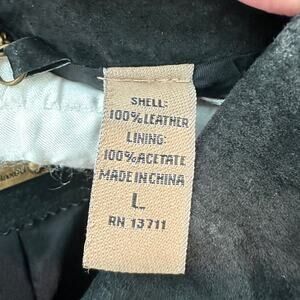 SHELL:
100% LEATHER
LINING:
100% ACETATE
MADE IN CHINA
L
RN 13711